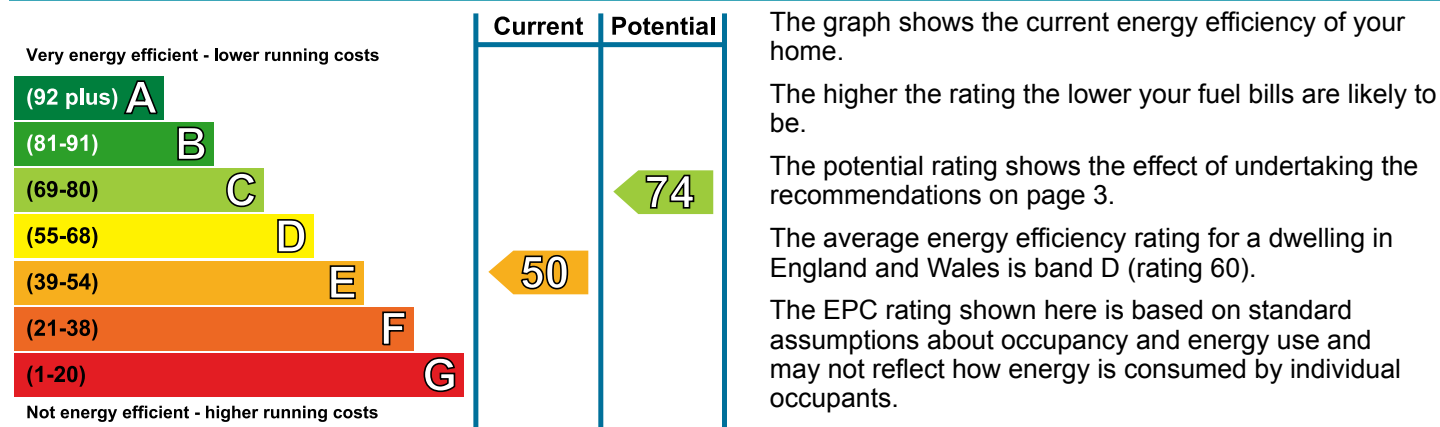 Current Potential
Very energy efficient - lower running costs
(92 plus) A
(81-91) B
(69-80) C
74
(55-68) D
(39-54) E
50
(21-38) F
(1-20) G
Not energy efficient - higher running costs
The graph shows the current energy efficiency of your
home.
The higher the rating the lower your fuel bills are likely to
be.
The potential rating shows the effect of undertaking the
recommendations on page 3.
The average energy efficiency rating for a dwelling in
England and Wales is band D (rating 60).
The EPC rating shown here is based on standard
assumptions about occupancy and energy use and
may not reflect how energy is consumed by individual
occupants.